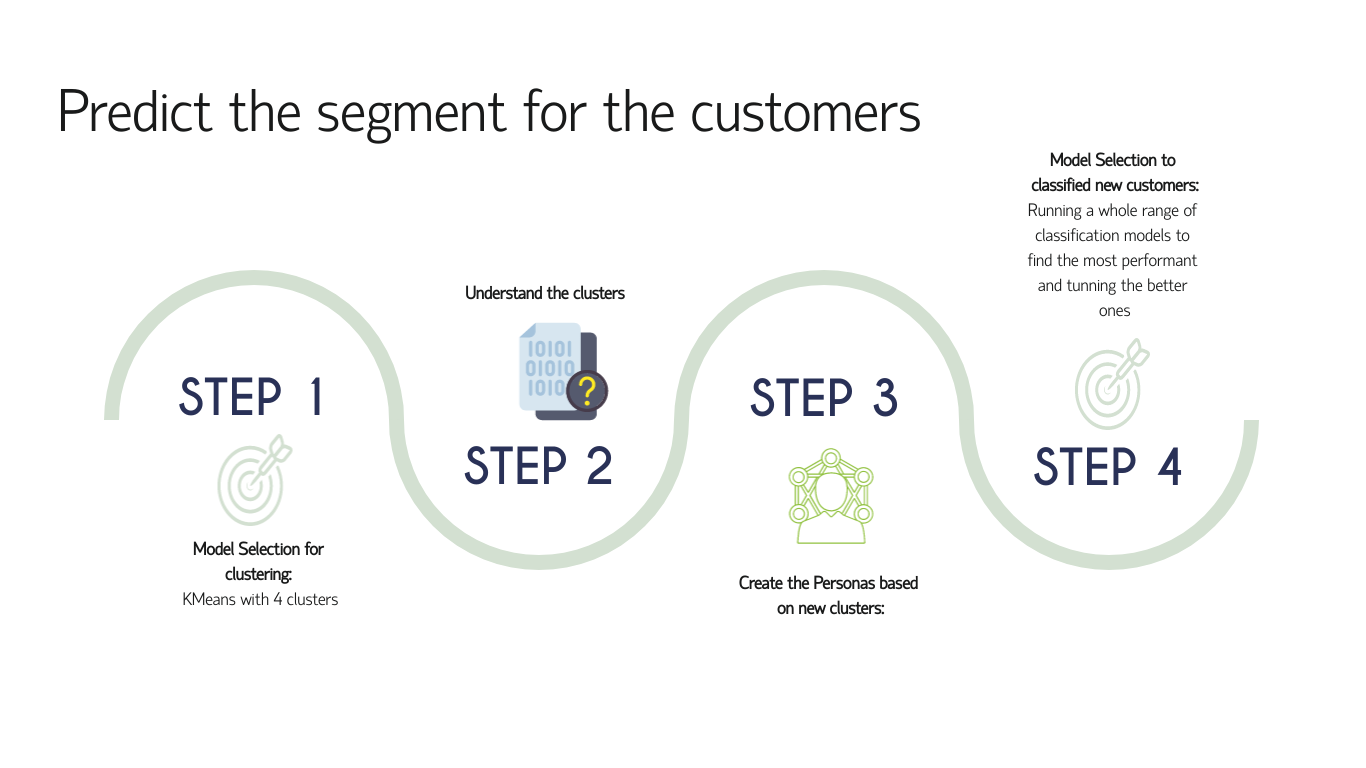 Predict the segment for the customers
STEP 1
Model Selection for
clustering:
KMeans with 4 clusters
Understand the clusters
10101
01010
1010
?
STEP 2
STEP 3
Create the Personas based
on new clusters:
Model Selection to
classified new customers:
Running a whole range of
classification models to
find the most performant
and tunning the better
ones
STEP 4